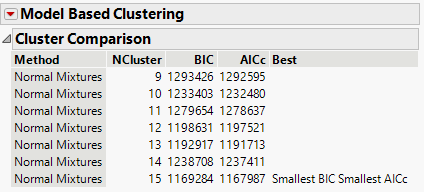 Model Based Clustering
Cluster Comparison
Method NCluster BIC AICc Best
Normal Mixtures 9 1293426 1292595
Normal Mixtures 10 1233403 1232480
Normal Mixtures 11 1279654 1278637
Normal Mixtures 12 1198631 1197521
Normal Mixtures 13 1192917 1191713
Normal Mixtures 14 1238708 1237411
Normal Mixtures 15 1169284 1167987 Smallest BIC Smallest AICc